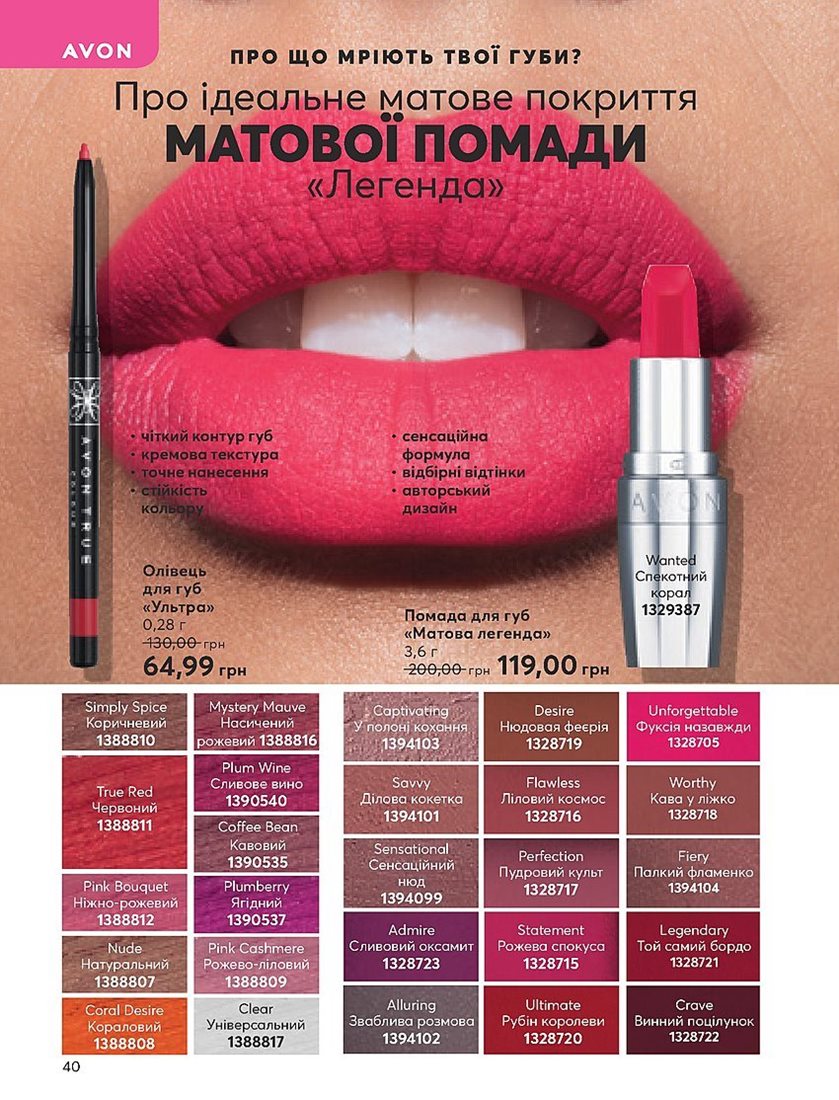 AVON
ПРО ЩО МРІЮТЬ ТВОЇ ГУБИ?
Про ідеальне матове покриття
МАТОВОЇ ПОМАДИ
«Легенда»
• чіткий контур губ
• кремова текстура
• точне нанесення
• стійкість
кольору
• сенсаційна
формула
• відбірні відтінки
• авторський
дизайн
AVON TRUE
COLOUR
AVON
Wanted
Спекотний
корал
1329387
Олівець
для губ
«Ультра»
0,28 г
130,00 грн
64,99 грн
Помада для губ
«Матова легенда»
3,6 г
200,00 грн 119,00 грн
Simply Spice
Коричневий
1388810
Mystery Mauve
Насичений
рожевий 1388816
True Red
Червоний
1388811
Plum Wine
Сливове вино
1390540
Coffee Bean
Кавовий
1390535
Pink Bouquet
Ніжно-рожевий
1388812
Plumberry
Ягідний
1390537
Nude
Натуральний
1388807
Pink Cashmere
Рожево-ліловий
1388809
Coral Desire
Кораловий
1388808
Clear
Універсальний
1388817
Captivating
У полоні кохання
1394103
Desire
Нюдовая феєрія
1328719
Unforgettable
Фуксія назавжди
1328705
Savvy
Ділова кокетка
1394101
Flawless
Ліловий космос
1328716
Worthy
Кава у ліжко
1328718
Sensational
Сенсаційний
нюд
1394099
Perfection
Пудровий культ
1328717
Fiery
Палкий фламенко
1394104
Admire
Сливовий оксамит
1328723
Statement
Рожева спокуса
1328715
Legendary
Той самий бордо
1328721
Alluring
Зваблива розмова
1394102
Ultimate
Рубін королеви
1328720
Crave
Винний поцілунок
1328722
40